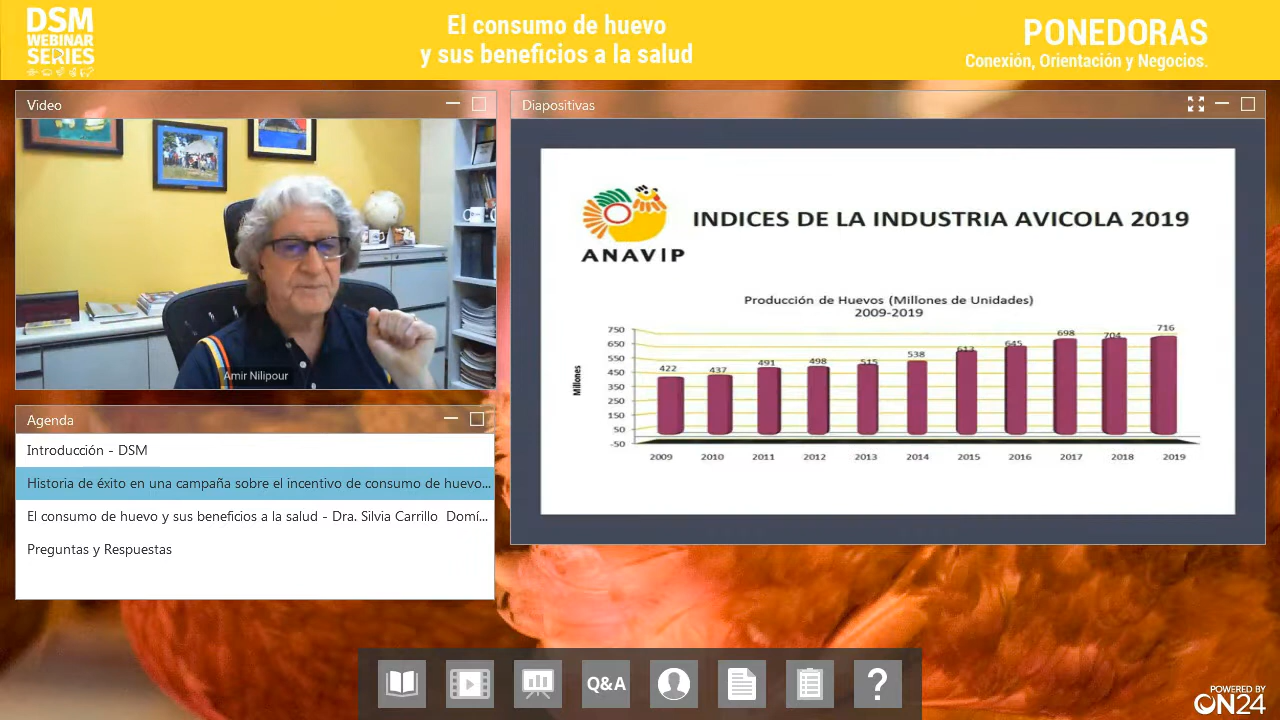 DSM
WEBINAR
SERIES
El consumo de huevo
y sus beneficios a la salud
PONEDORAS
Conexión, Orientación y Negocios.
Video
Amir Nilipour
Agenda
Introducción - DSM
Historia de éxito en una campaña sobre el incentivo de consumo de huevo...
El consumo de huevo y sus beneficios a la salud - Dra. Silvia Carrillo Domí...
Preguntas y Respuestas
Diapositivas
ANAVIP
INDICES DE LA INDUSTRIA AVICOLA 2019
Producción de Huevos (Millones de Unidades)
2009-2019
Millones
750
650
550
450
350
250
150
50
-50
422 437 491 498 515 538 613 645 698 704 716
2009 2010 2011 2012 2013 2014 2015 2016 2017 2018 2019
Q&A
?
POWERED BY
ON24